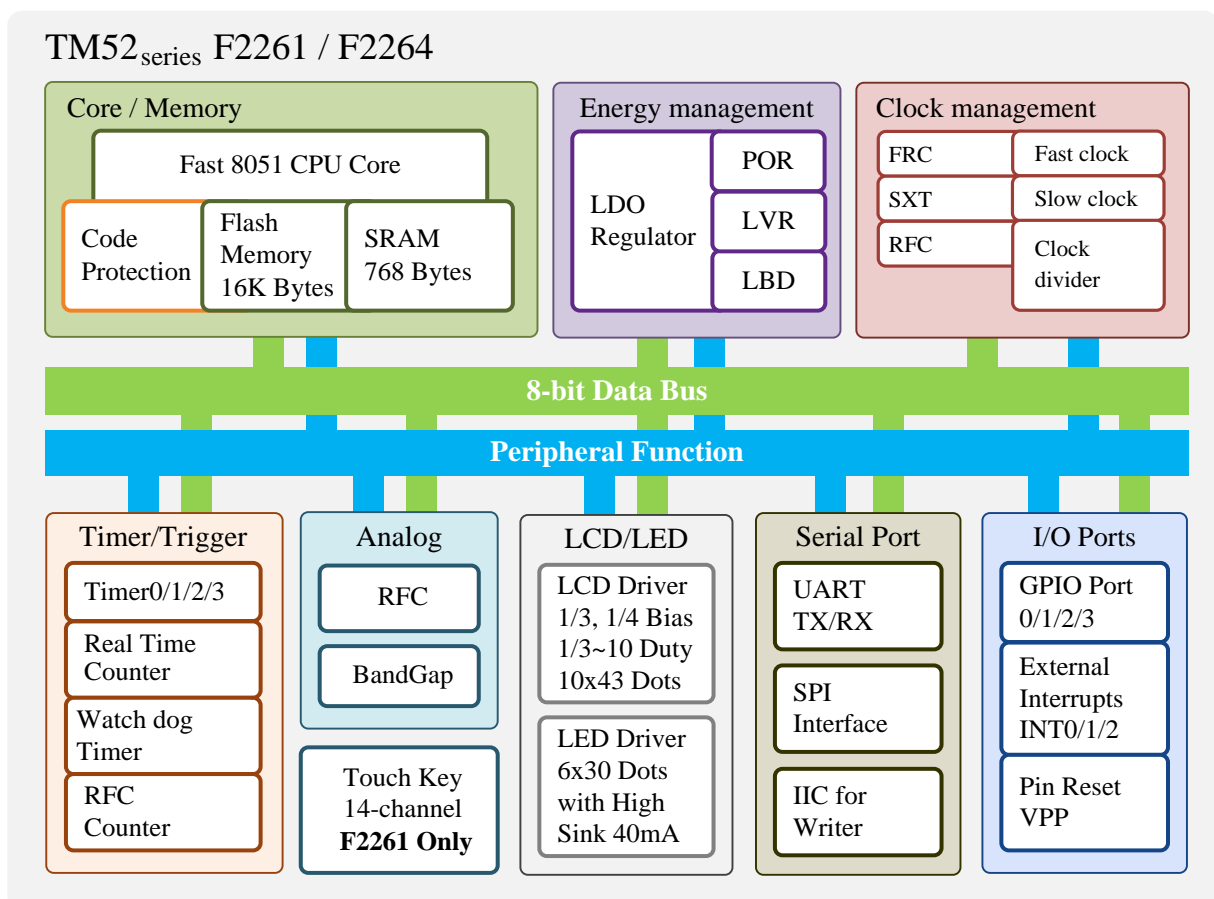 TM52series F2261 / F2264
Core / Memory
Fast 8051 CPU Core
Code
Protection
Flash
Memory
16K Bytes
SRAM
768 Bytes
Energy management
LDO
Regulator
POR
LVR
LBD
Clock management
FRC
SXT
RFC
Fast clock
Slow clock
Clock
divider
8-bit Data Bus
Peripheral Function
Timer/Trigger
Timer0/1/2/3
Real Time
Counter
Watch dog
Timer
RFC
Counter
Analog
RFC
BandGap
Touch Key
14-channel
F2261 Only
LCD/LED
LCD Driver
1/3, 1/4 Bias
1/3~10 Duty
10x43 Dots
LED Driver
6x30 Dots
with High
Sink 40mA
Serial Port
UART
TX/RX
SPI
Interface
IIC for
Writer
I/O Ports
GPIO Port
0/1/2/3
External
Interrupts
INT0/1/2
Pin Reset
VPP